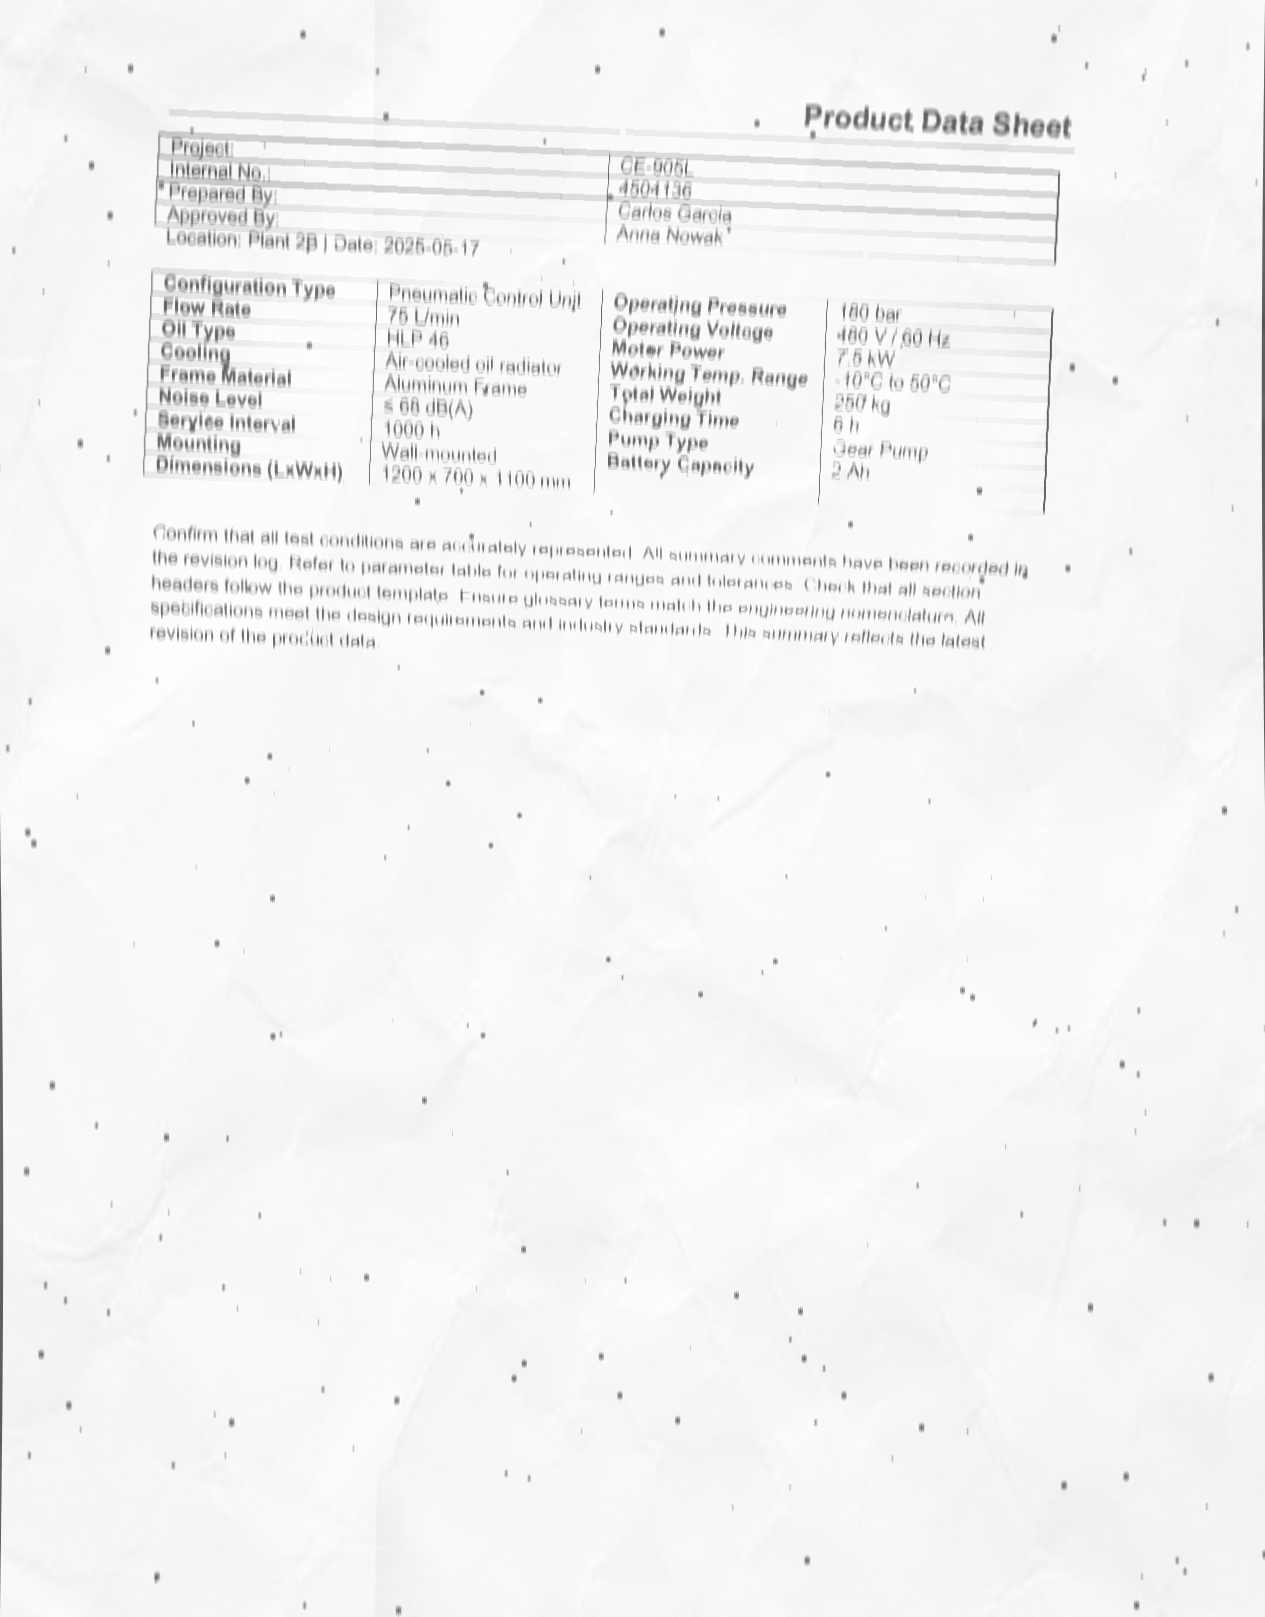 Product Data Sheet
Project: CE-905L
Internal No.: 4504136
Prepared By: Carlos Garcia
Approved By: Anna Nowak
Location: Plant 2B | Date: 2025-05-17
Configuration Type Pneumatic Control Unit Operating Pressure 180 bar
Flow Rate 75 L/min Operating Voltage 480 V / 60 Hz
Oil Type HLP 46 Motor Power 7.5 kW
Cooling Air-cooled oil radiator Working Temp. Range -10°C to 50°C
Frame Material Aluminum Frame Total Weight 250 kg
Noise Level ≤ 68 dB(A) Charging Time 6 h
Service Interval 1000 h Pump Type Gear Pump
Mounting Wall-mounted Battery Capacity 2 Ah
Dimensions (LxWxH) 1200 x 700 x 1100 mm
Confirm that all test conditions are accurately represented. All summary comments have been recorded in
the revision log. Refer to parameter table for operating ranges and tolerances. Check that all section
headers follow the product template. Ensure glossary terms match the engineering nomenclature. All
specifications meet the design requirements and industry standards. This summary reflects the latest
revision of the product data.